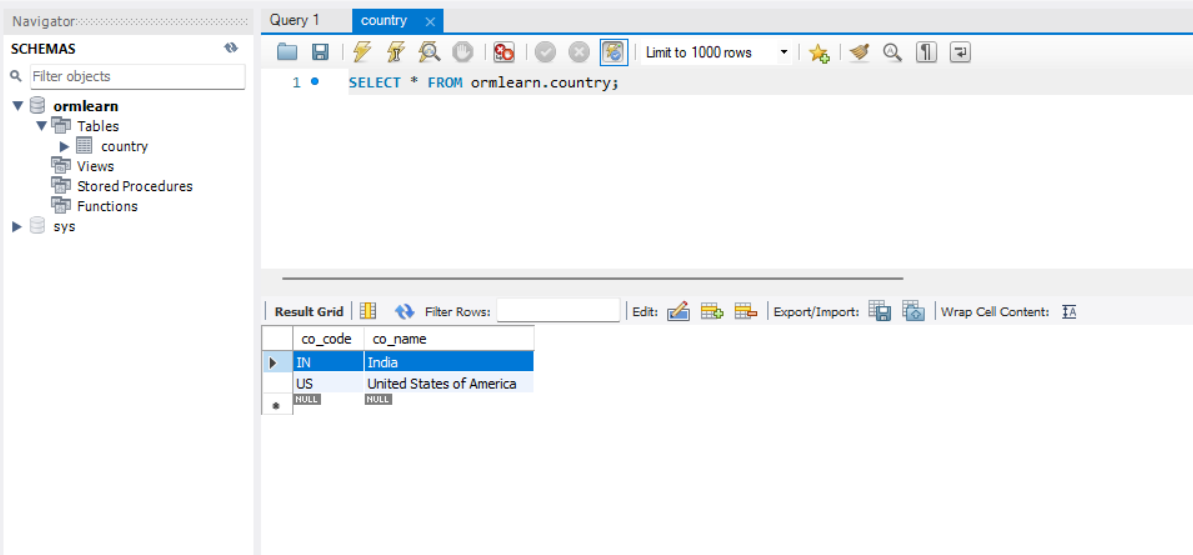 Navigator
SCHEMAS
Filter objects
ormlearn
Tables
country
Views
Stored Procedures
Functions
sys
Query 1 country
Limit to 1000 rows
1 SELECT * FROM ormlearn.country;
Result Grid Filter Rows: Edit: Export/Import: Wrap Cell Content:
co_code co_name
IN India
US United States of America
NULL NULL